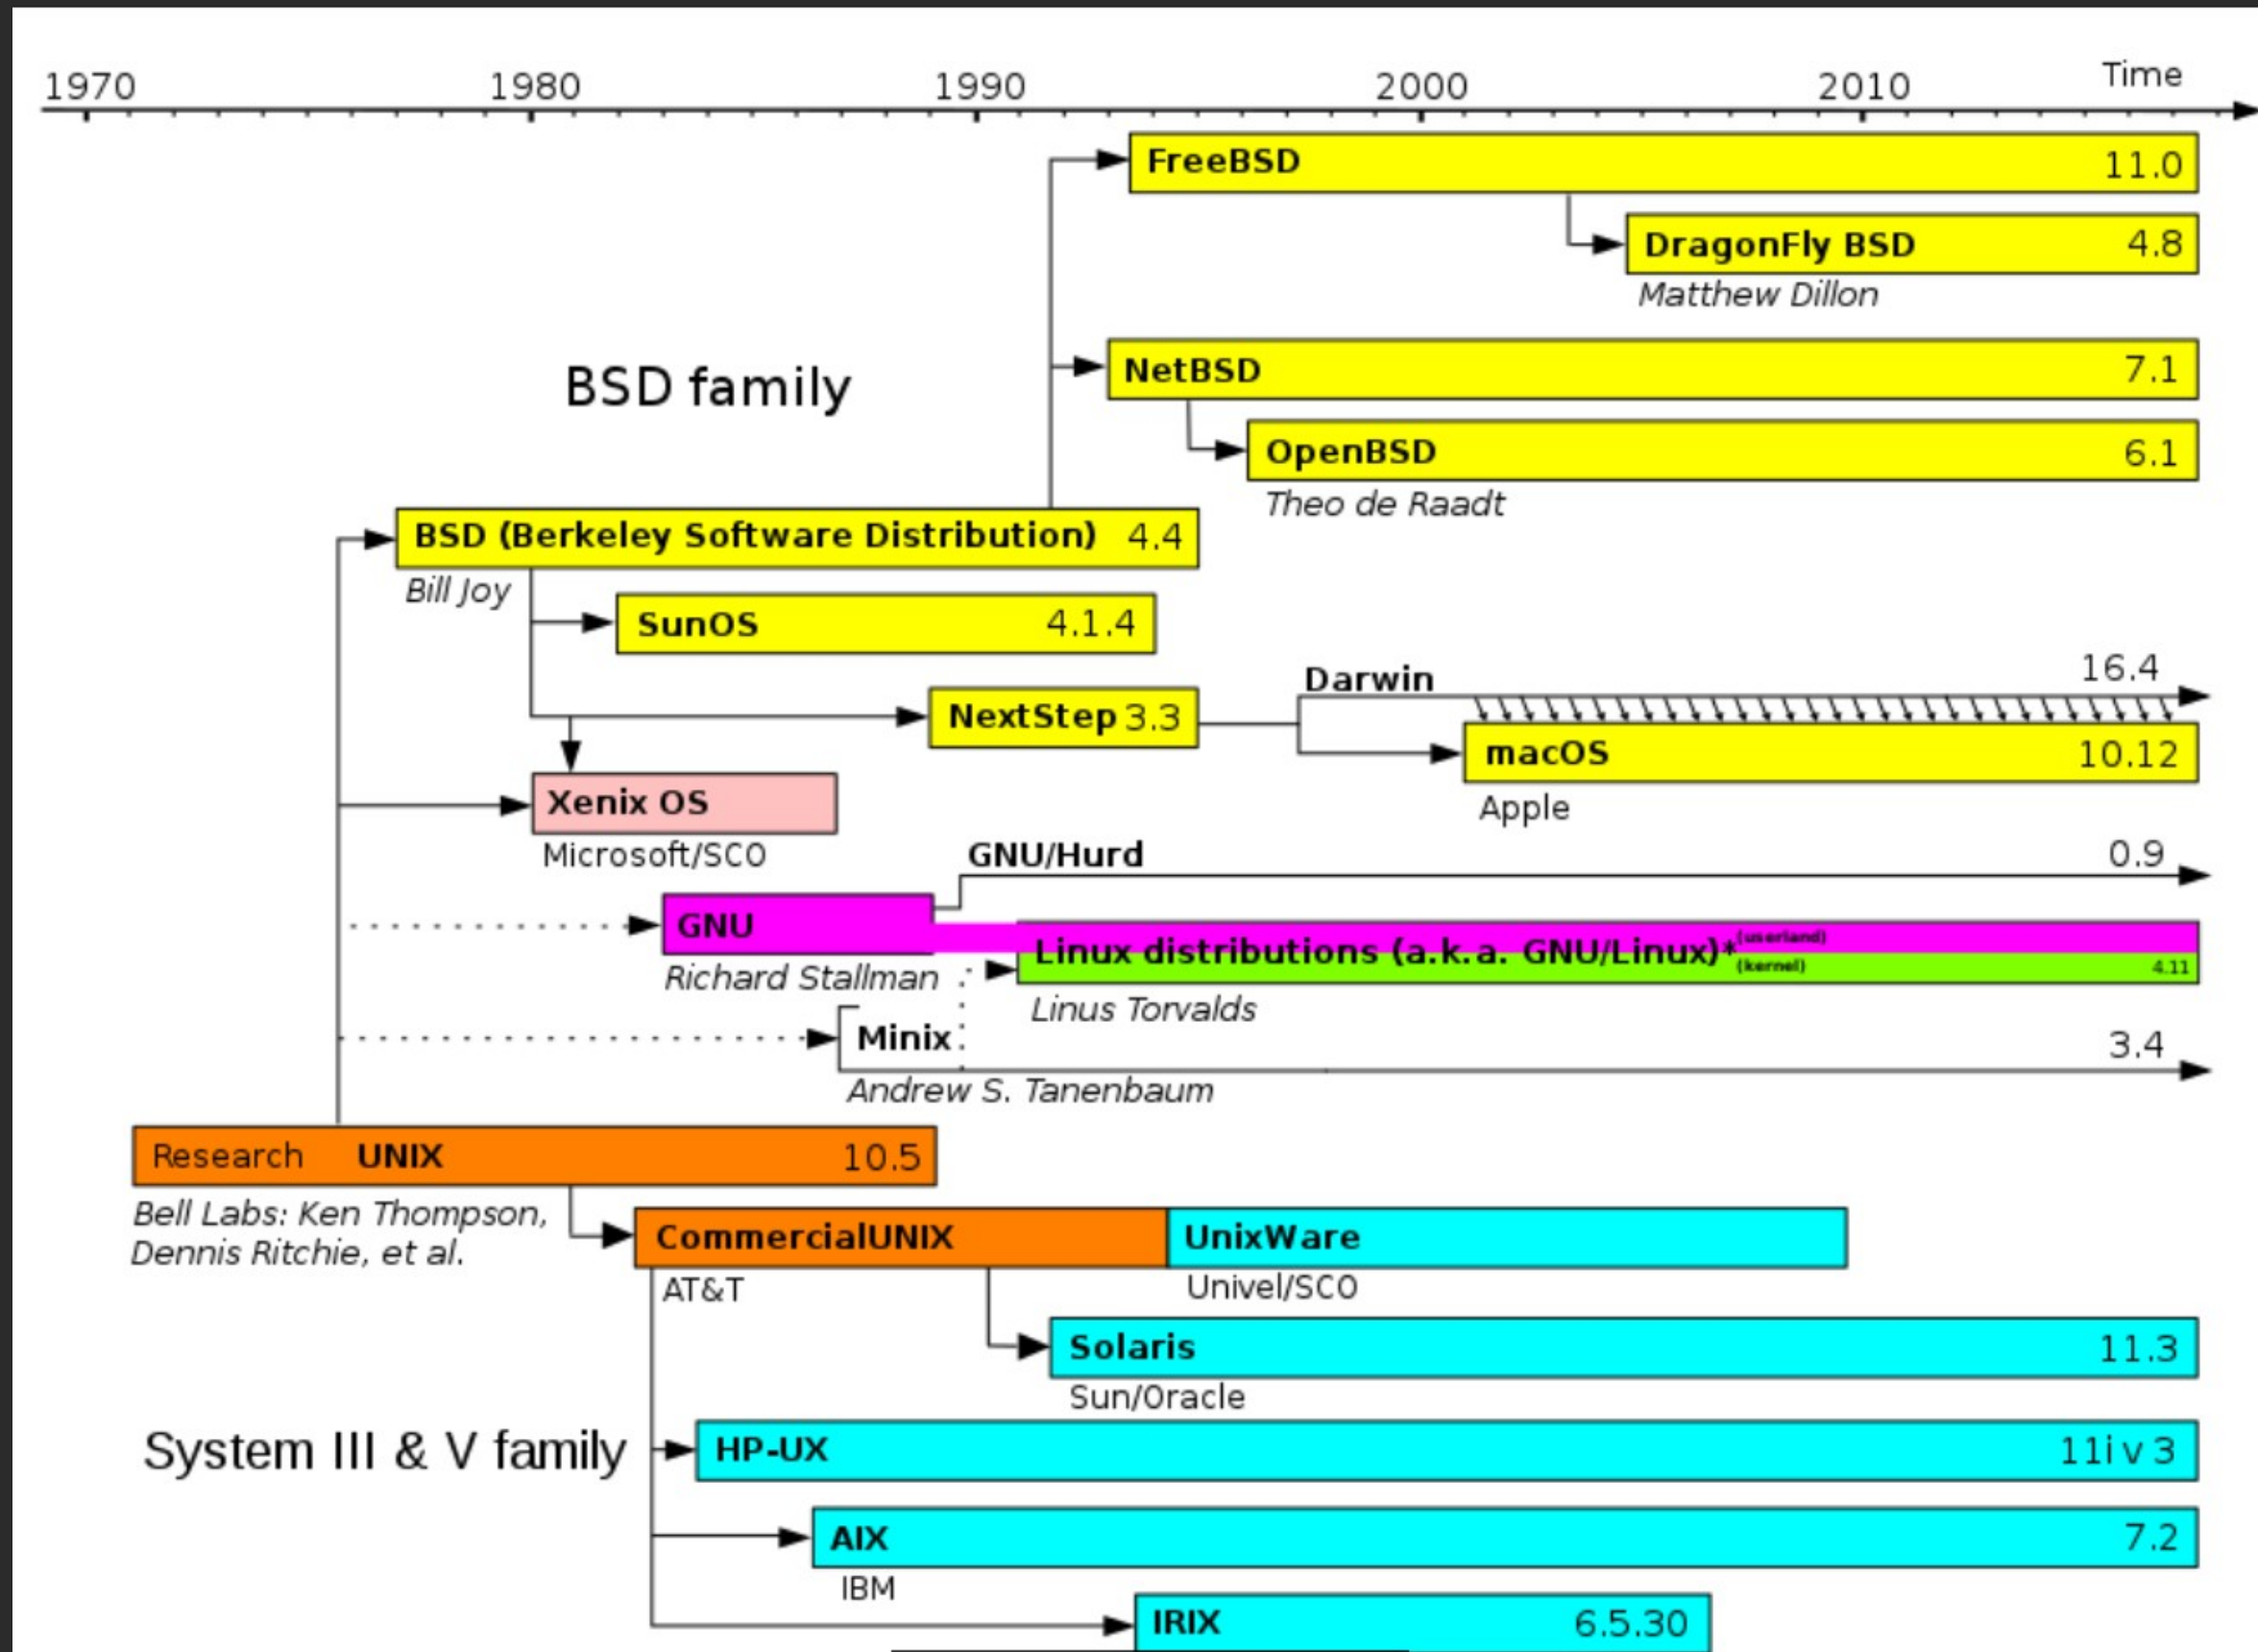 1970 1980 1990 2000 2010 Time
FreeBSD 11.0
DragonFly BSD 4.8
Matthew Dillon
NetBSD 7.1
BSD family
OpenBSD 6.1
Theo de Raadt
BSD (Berkeley Software Distribution) 4.4
Bill Joy
SunOS 4.1.4
Darwin 16.4
NextStep 3.3
macOS 10.12
Apple
Xenix OS
Microsoft/SCO
GNU/Hurd 0.9
GNU
Linux distributions (a.k.a. GNU/Linux)* (userland)
(kernel) 4.11
Richard Stallman
Linus Torvalds
Minix 3.4
Andrew S. Tanenbaum
Research UNIX 10.5
Bell Labs: Ken Thompson,
Dennis Ritchie, et al.
CommercialUNIX UnixWare
AT&T Univel/SCO
Solaris 11.3
Sun/Oracle
System III & V family
HP-UX 11i v 3
AIX 7.2
IBM
IRIX 6.5.30